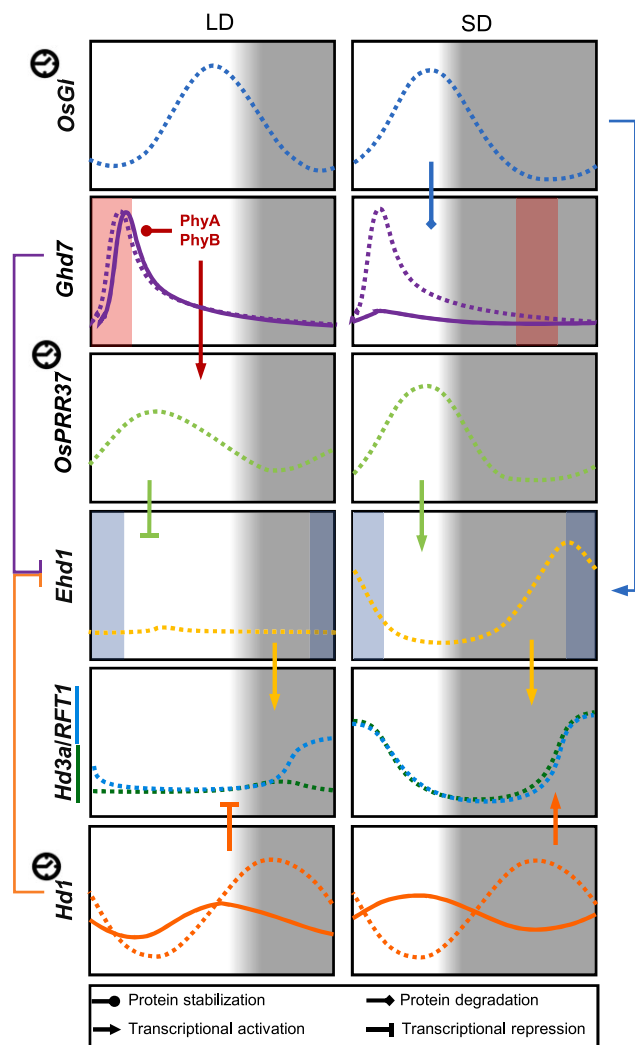 LD
SD
OsGI
Ghd7
PhyA
PhyB
OsPRR37
Ehd1
Hd3a/RFT1
Hd1
Protein stabilization
Protein degradation
Transcriptional activation
Transcriptional repression